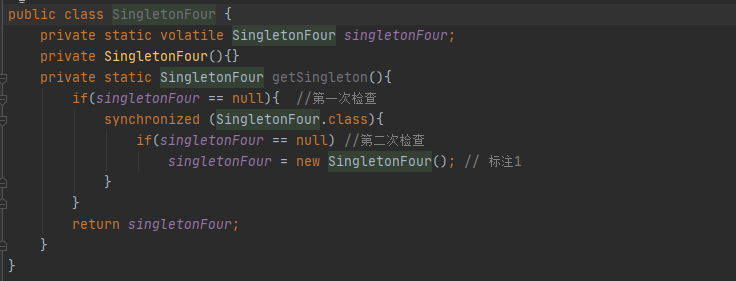 public class SingletonFour {
    private static volatile SingletonFour singletonFour;
    private SingletonFour(){}
    private static SingletonFour getSingleton(){
        if(singletonFour == null){  //第一次检查
            synchronized (SingletonFour.class){
                if(singletonFour == null) //第二次检查
                    singletonFour = new SingletonFour(); // 标注1
            }
        }
        return singletonFour;
    }
}